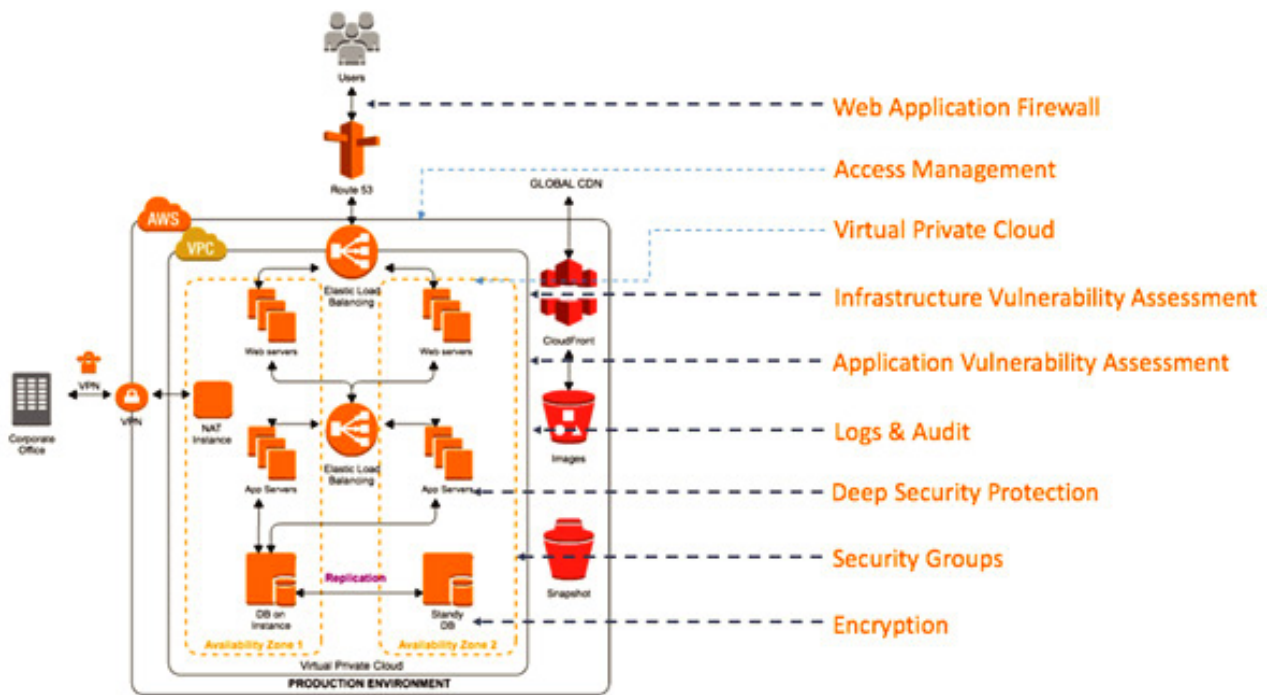 Users
Web Application Firewall
Route 53
Access Management
GLOBAL CDN
AWS
VPC
Virtual Private Cloud
Elastic Load
Balancing
Web servers
Web servers
Infrastructure Vulnerability Assessment
CloudFront
Application Vulnerability Assessment
VPN
Corporate
Office
VPN
NAT
Instance
Elastic Load
Balancing
App Servers
App Servers
Images
Logs & Audit
Deep Security Protection
Security Groups
Replication
DB on
Instance
Standy
DB
Snapshot
Encryption
Availability Zone 1
Availability Zone 2
Virtual Private Cloud
PRODUCTION ENVIRONMENT